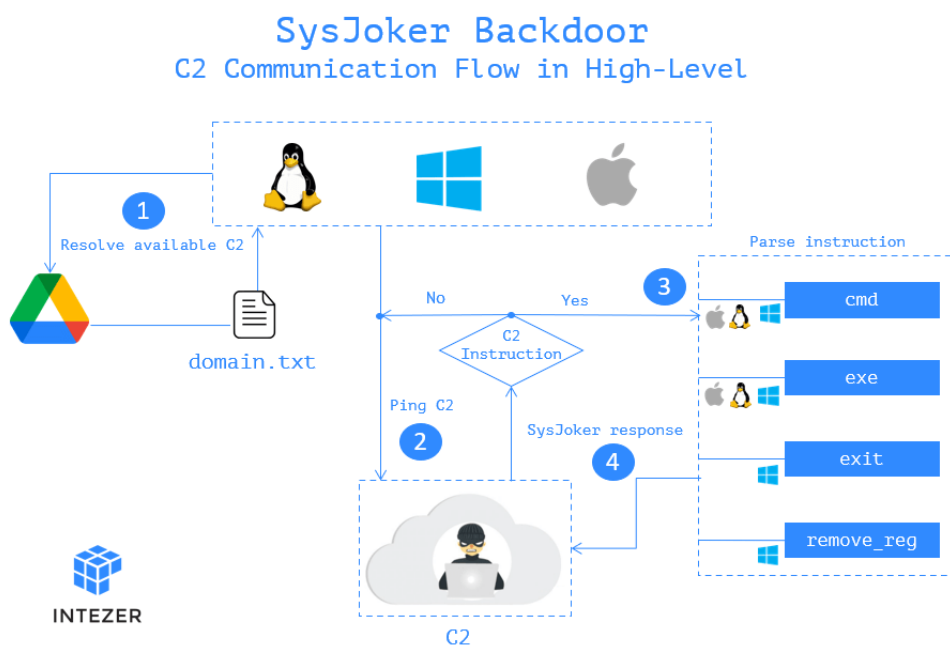 SysJoker Backdoor
C2 Communication Flow in High-Level
1
Resolve available C2
domain.txt
No
Yes
C2
Instruction
Ping C2
2
3
Parse instruction
cmd
exe
exit
remove_reg
SysJoker response
4
C2
INTEZER